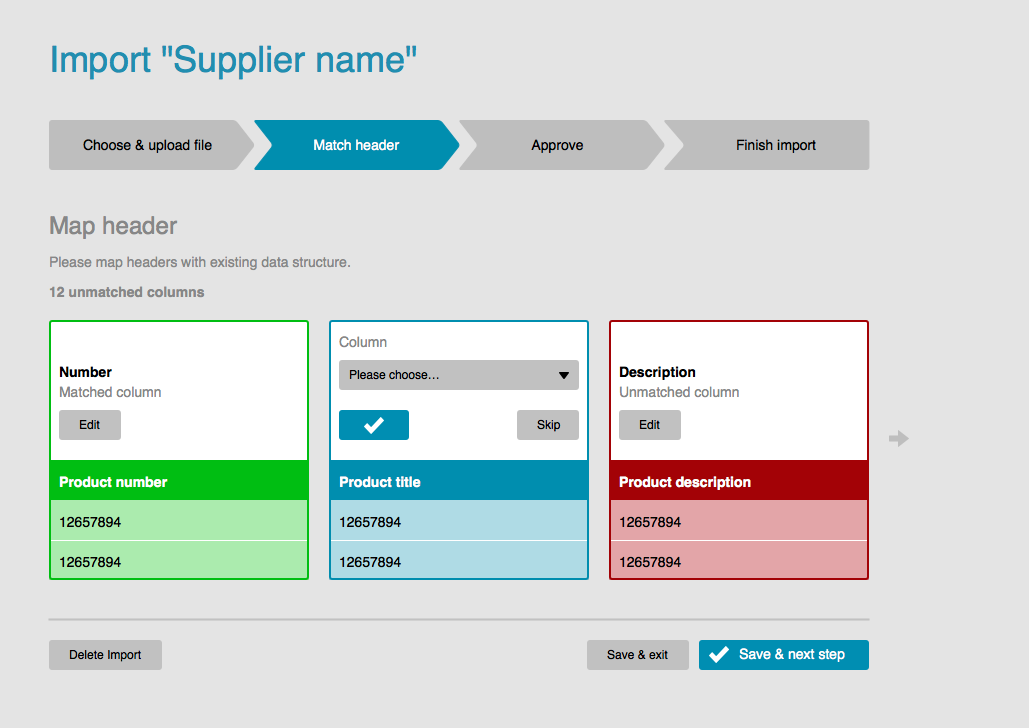 Import "Supplier name"
Choose & upload file
Match header
Approve
Finish import
Map header
Please map headers with existing data structure.
12 unmatched columns
Number
Matched column
Edit
Product number
12657894
12657894
Column
Please choose...
Skip
Product title
12657894
12657894
Description
Unmatched column
Edit
Product description
12657894
12657894
Delete Import
Save & exit
Save & next step